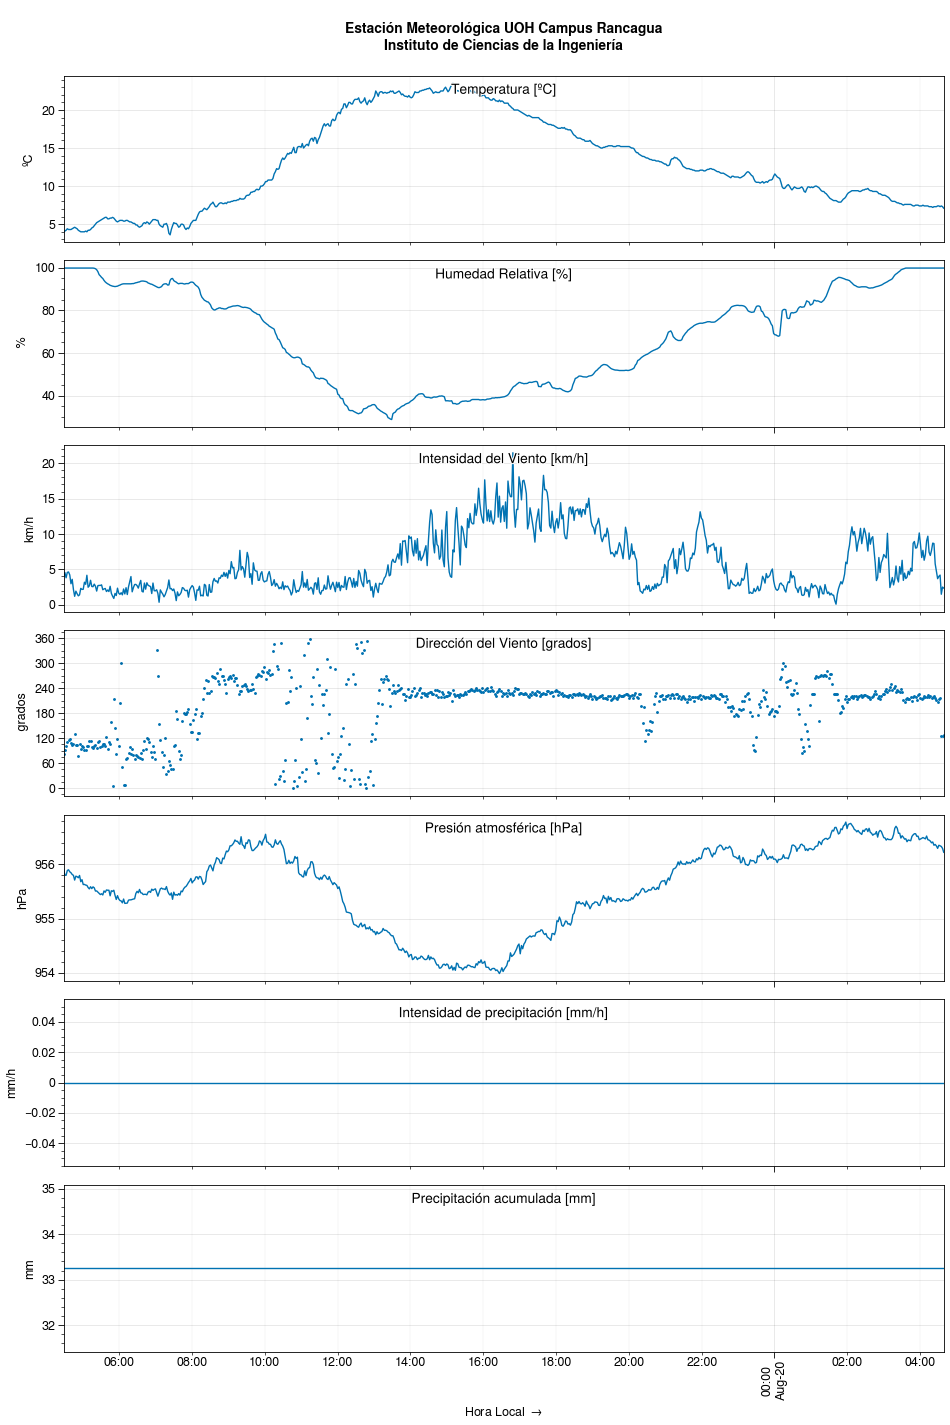 Estación Meteorológica UOH Campus Rancagua
Instituto de Ciencias de la Ingeniería
Temperatura [ºC]
20
15
10
5
ºC
Humedad Relativa [%]
100
80
60
40
%
Intensidad del Viento [km/h]
20
15
10
5
0
km/h
Dirección del Viento [grados]
360
300
240
180
120
60
0
grados
Presión atmosférica [hPa]
956
955
954
hPa
Intensidad de precipitación [mm/h]
0.04
0.02
0
−0.02
−0.04
mm/h
Precipitación acumulada [mm]
35
34
33
32
mm
06:00 08:00 10:00 12:00 14:00 16:00 18:00 20:00 22:00 00:00 02:00 04:00
Aug-20
Hora Local →